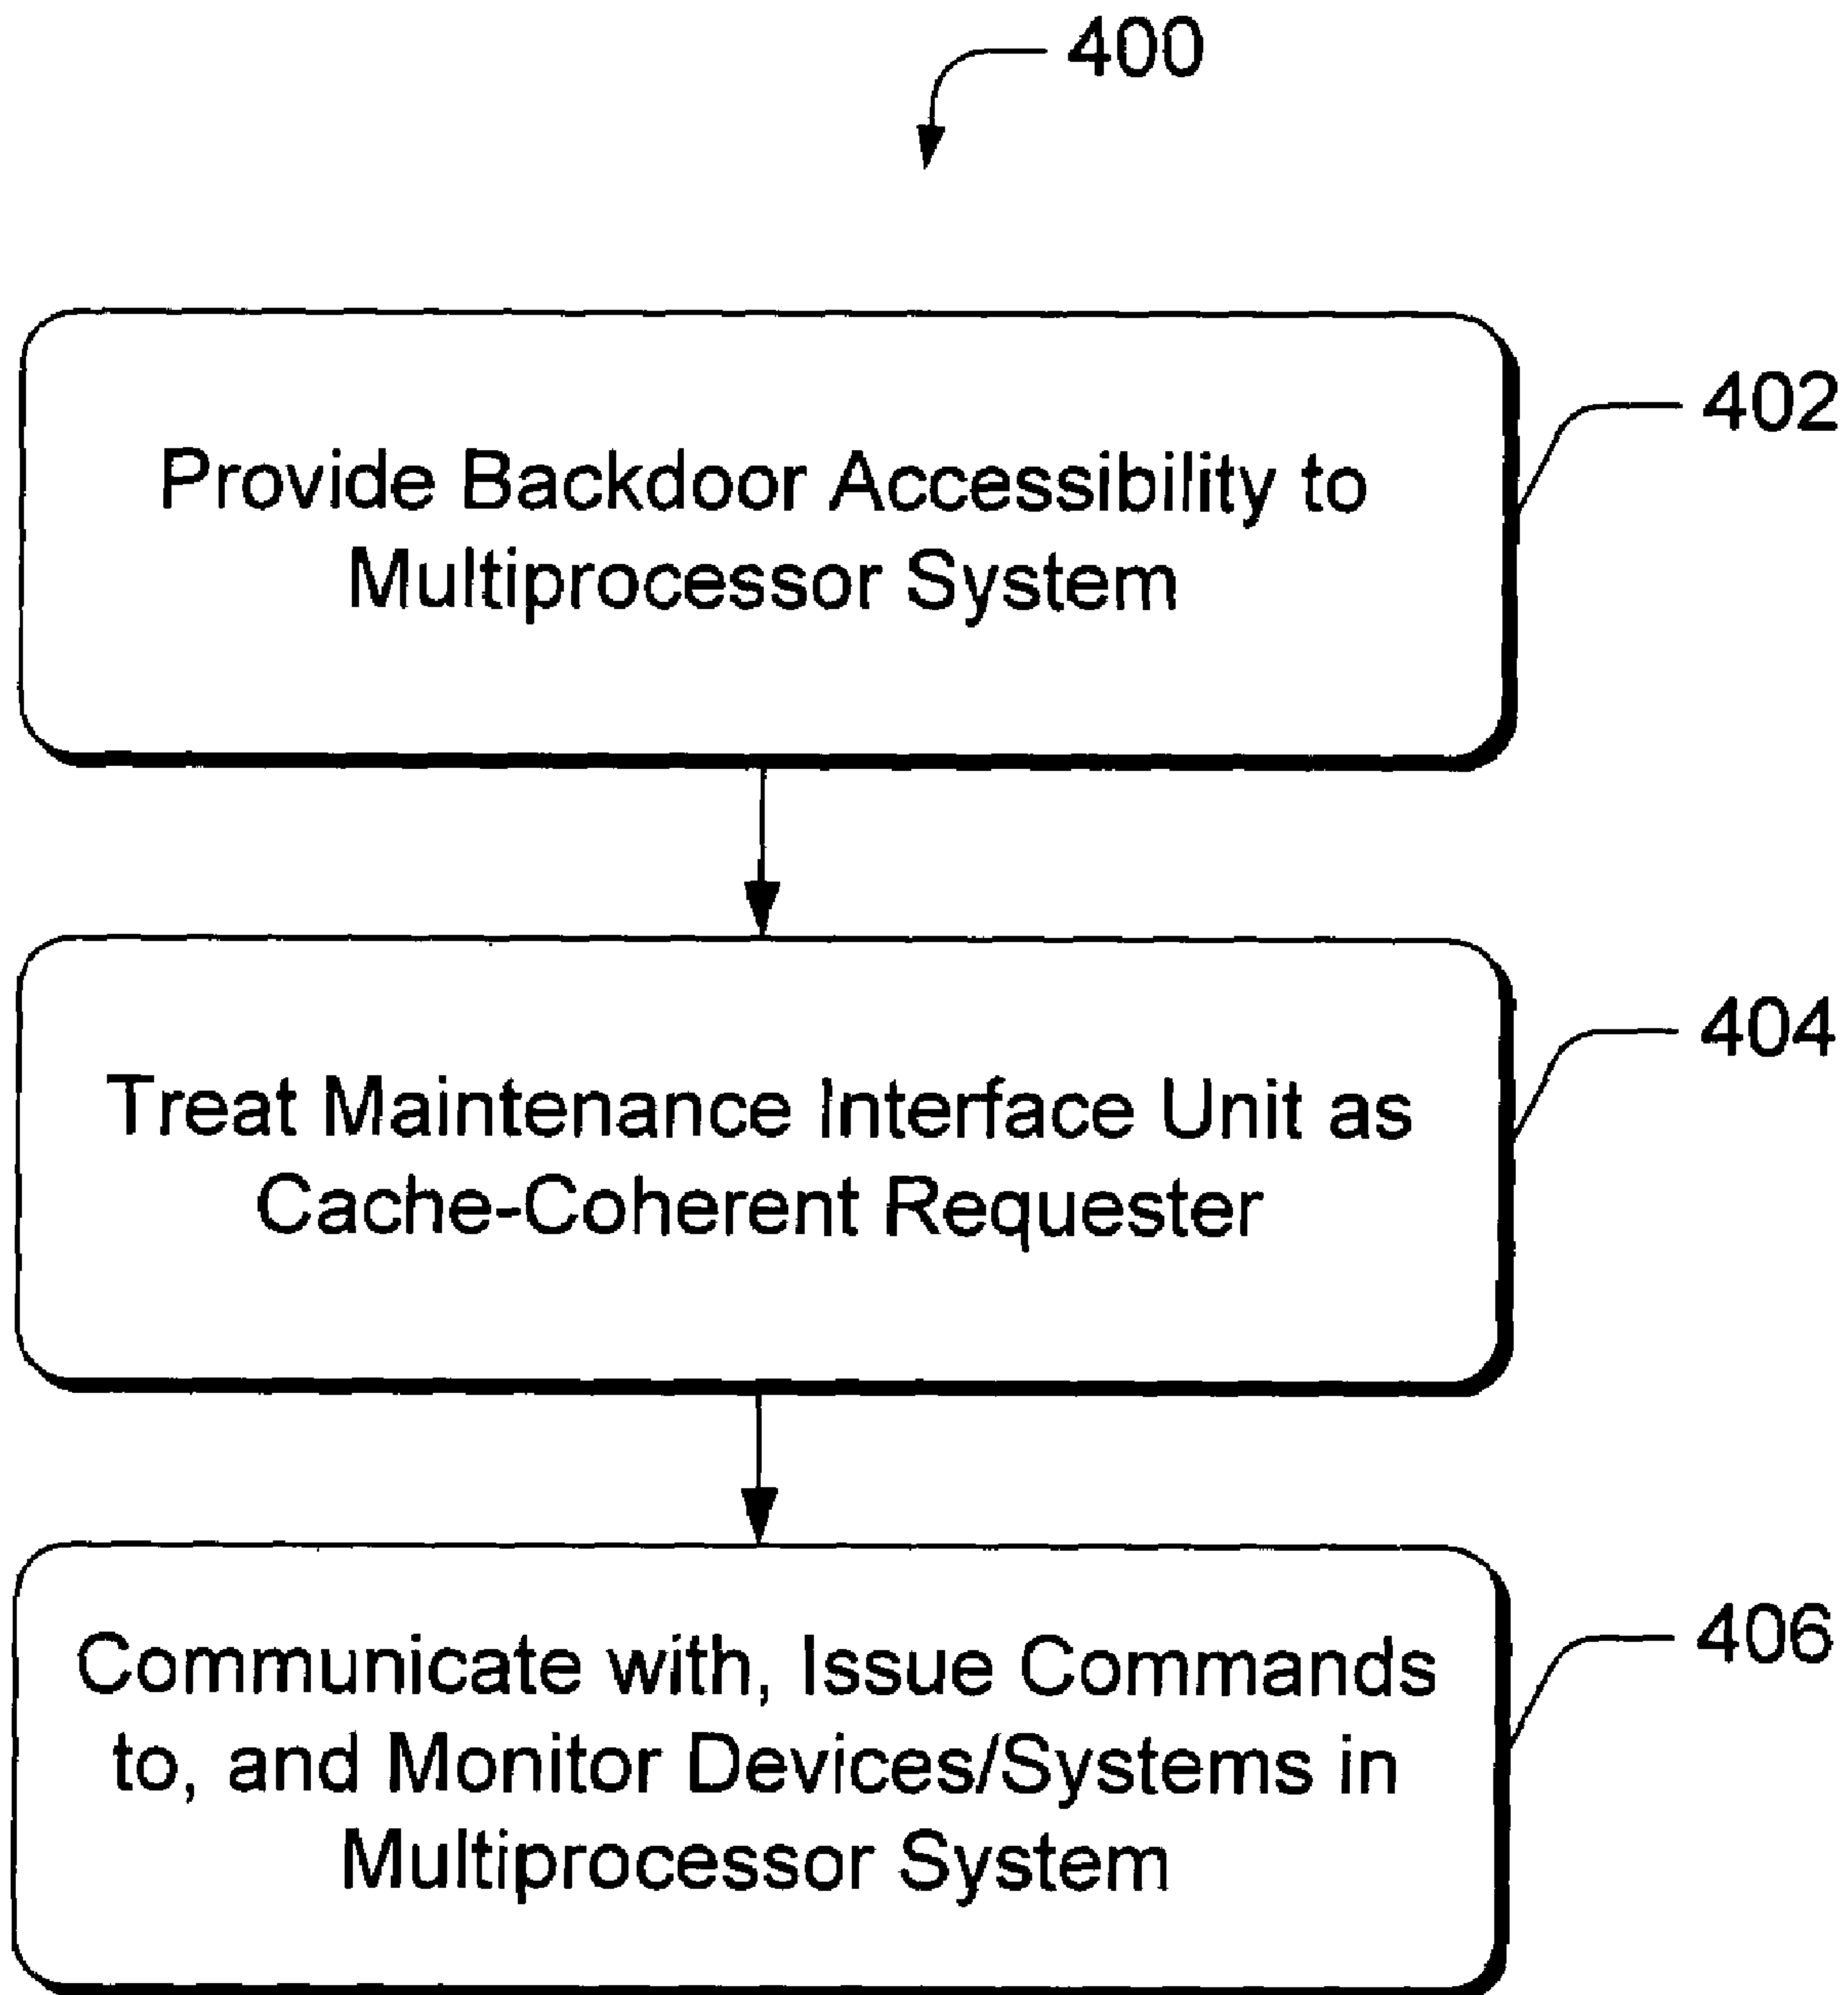 400
Provide Backdoor Accessibility to
Multiprocessor System
402
Treat Maintenance Interface Unit as
Cache-Coherent Requester
404
Communicate with, Issue Commands
to, and Monitor Devices/Systems in
Multiprocessor System
406